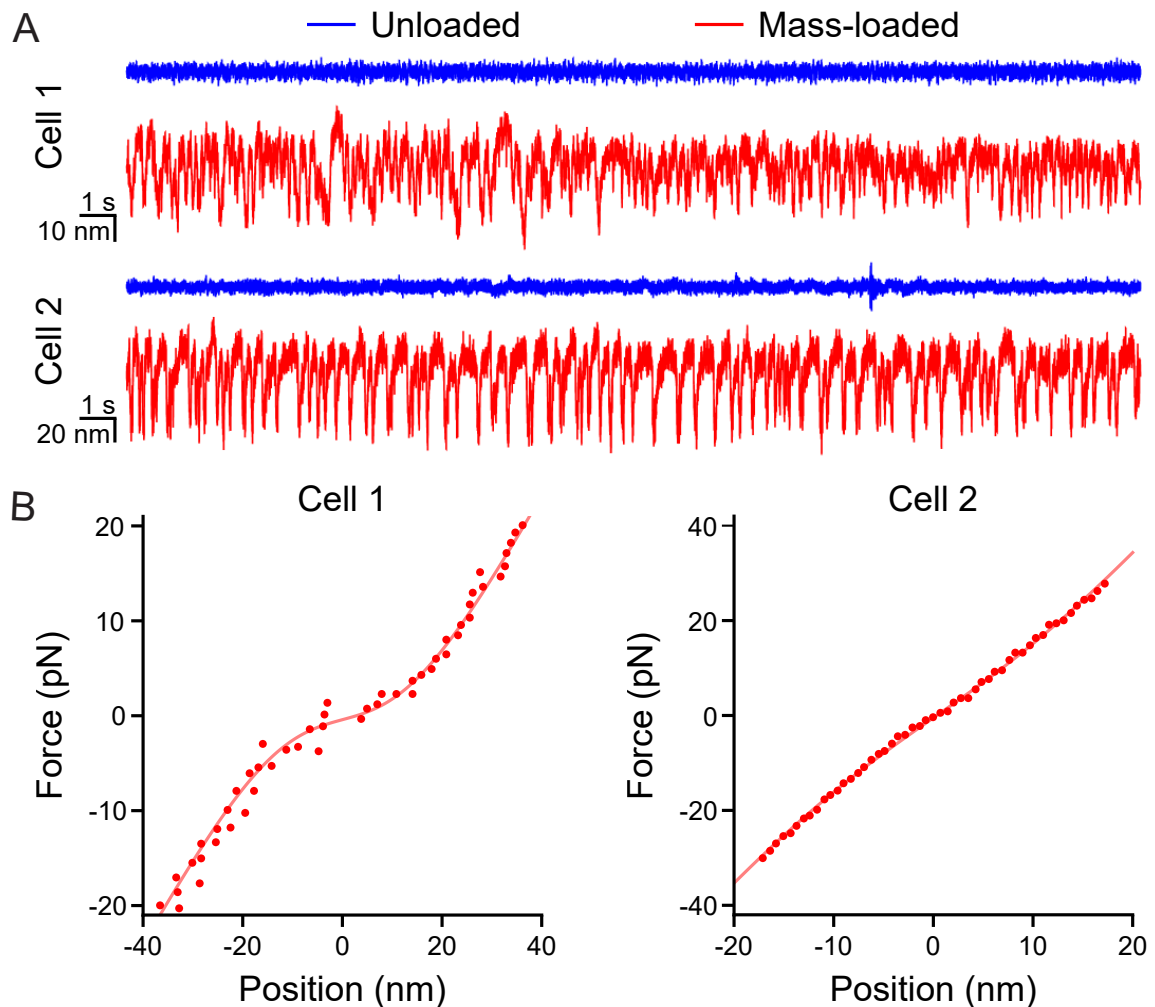 A
Unloaded
Mass-loaded
Cell 1
1 s
10 nm
Cell 2
1 s
20 nm
B
Cell 1
Force (pN)
20
10
0
-10
-20
-40
-20
0
20
40
Position (nm)
Cell 2
Force (pN)
40
20
0
-20
-40
-20
-10
0
10
20
Position (nm)